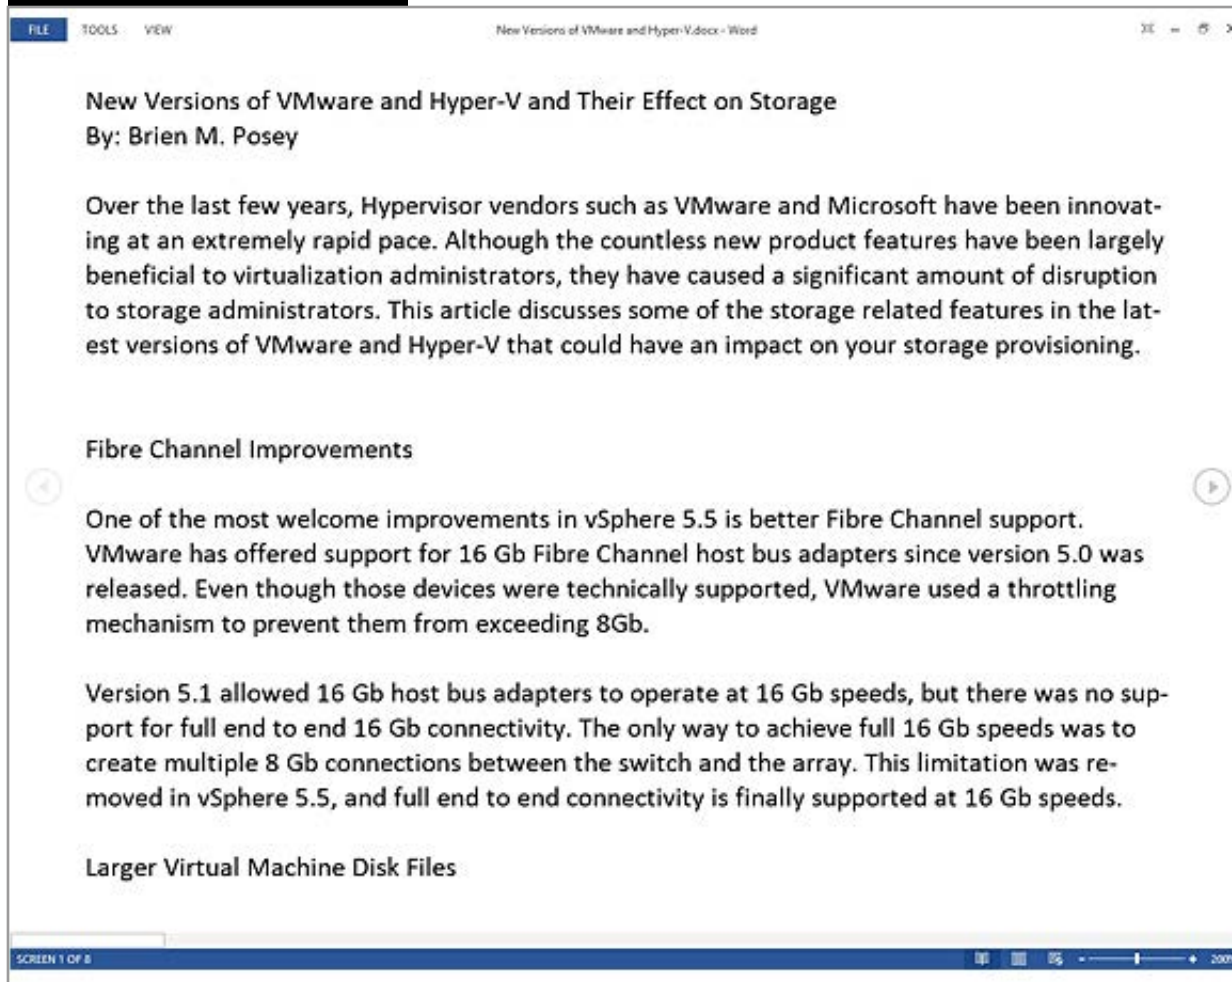 FILE TOOLS VIEW New Versions of VMware and Hyper-V.docx - Word
New Versions of VMware and Hyper-V and Their Effect on Storage
By: Brien M. Posey
Over the last few years, Hypervisor vendors such as VMware and Microsoft have been innovat-
ing at an extremely rapid pace. Although the countless new product features have been largely
beneficial to virtualization administrators, they have caused a significant amount of disruption
to storage administrators. This article discusses some of the storage related features in the lat-
est versions of VMware and Hyper-V that could have an impact on your storage provisioning.
Fibre Channel Improvements
One of the most welcome improvements in vSphere 5.5 is better Fibre Channel support.
VMware has offered support for 16 Gb Fibre Channel host bus adapters since version 5.0 was
released. Even though those devices were technically supported, VMware used a throttling
mechanism to prevent them from exceeding 8Gb.
Version 5.1 allowed 16 Gb host bus adapters to operate at 16 Gb speeds, but there was no sup-
port for full end to end 16 Gb connectivity. The only way to achieve full 16 Gb speeds was to
create multiple 8 Gb connections between the switch and the array. This limitation was re-
moved in vSphere 5.5, and full end to end connectivity is finally supported at 16 Gb speeds.
Larger Virtual Machine Disk Files
SCREEN 1 OF 8